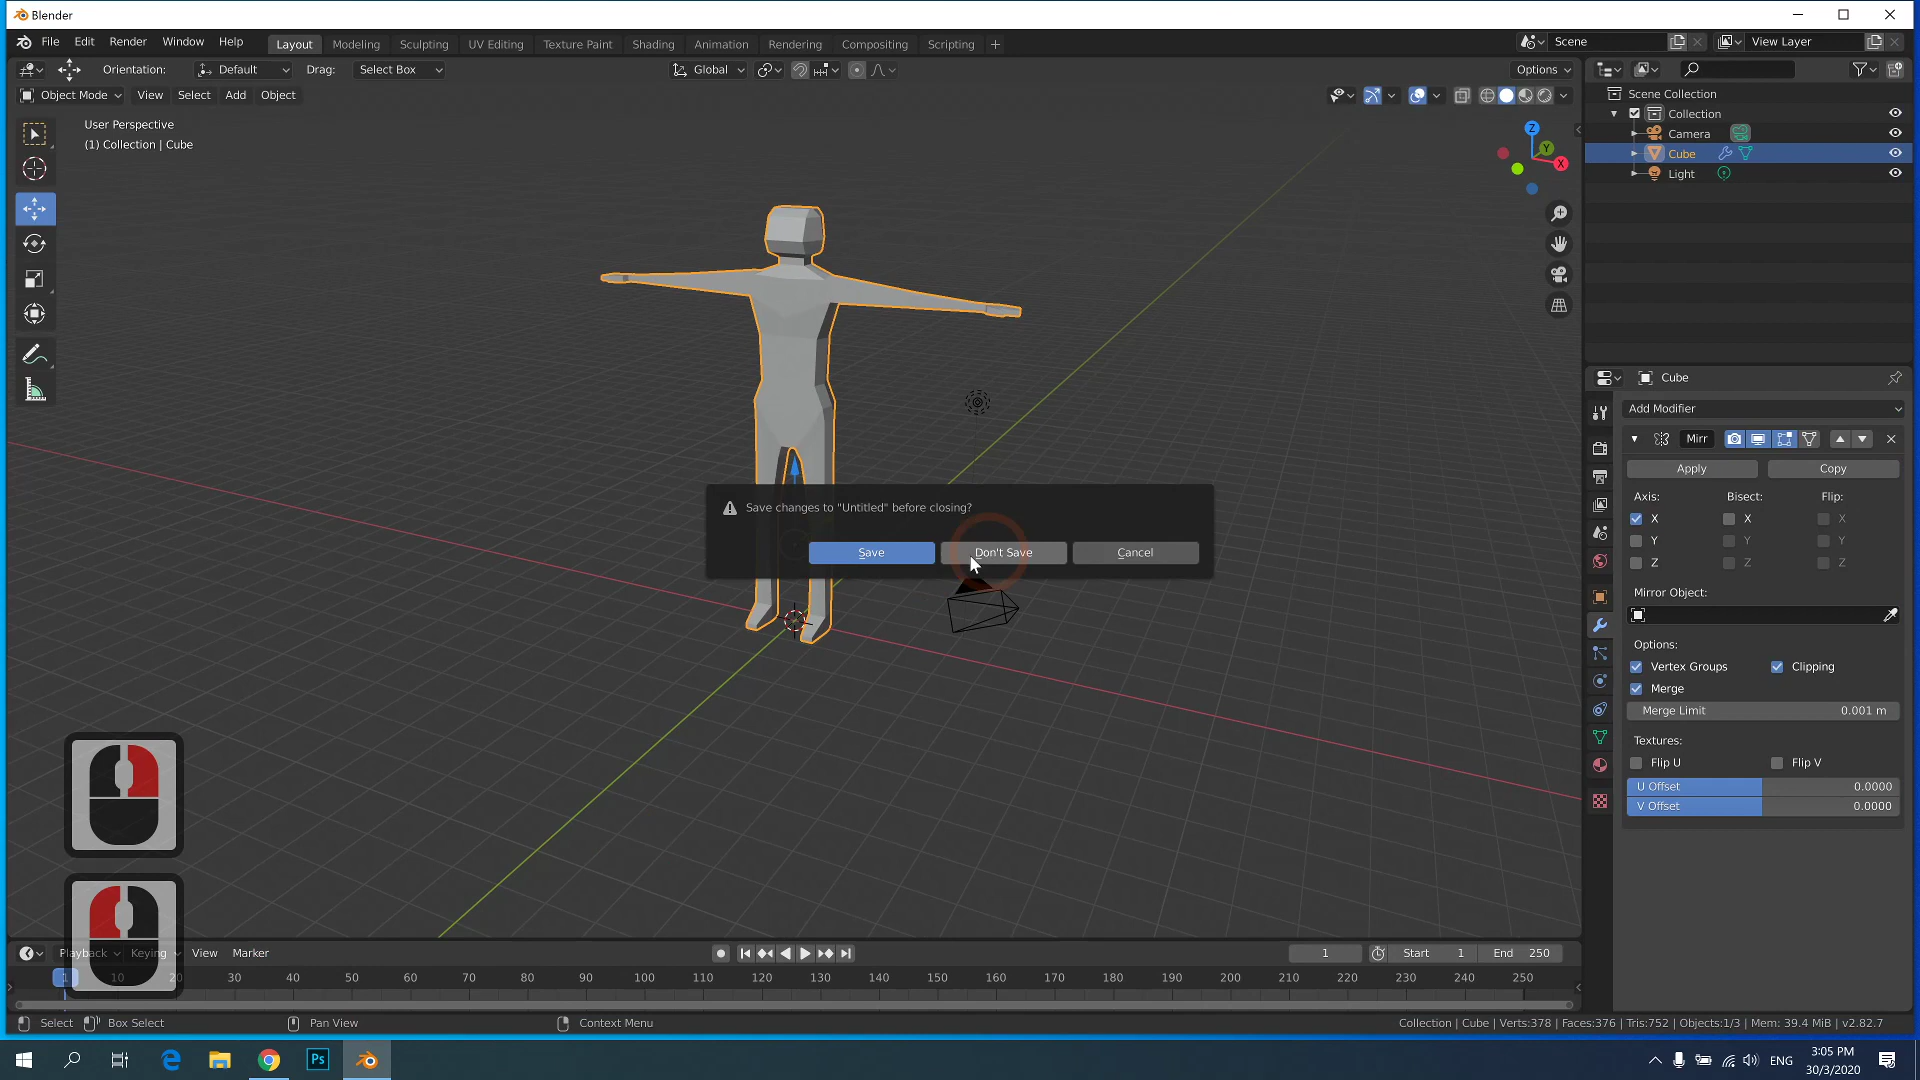 Blender
File Edit Render Window Help Layout Modeling Sculpting UV Editing Texture Paint Shading Animation Rendering Compositing Scripting + Scene View Layer
Orientation: Default Drag: Select Box Global Options
Object Mode View Select Add Object
User Perspective
(1) Collection | Cube
Z
Y
X
Scene Collection
Collection
Camera
Cube
Light
Cube
Add Modifier
Mirr
Apply Copy
Axis: Bisect: Flip:
X X X
Y Y Y
Z Z Z
Mirror Object:
Options:
Vertex Groups Clipping
Merge
Merge Limit 0.001 m
Textures:
Flip U Flip V
U Offset 0.0000
V Offset 0.0000
Save changes to "Untitled" before closing?
Save Don't Save Cancel
Playback Keying View Marker 1 Start 1 End 250
1 10 20 30 40 50 60 70 80 90 100 110 120 130 140 150 160 170 180 190 200 210 220 230 240 250
Select Box Select Pan View Context Menu Collection | Cube | Verts:378 | Faces:376 | Tris:752 | Objects:1/3 | Mem: 39.4 MiB | v2.82.7
Ps ENG 3:05 PM
30/3/2020